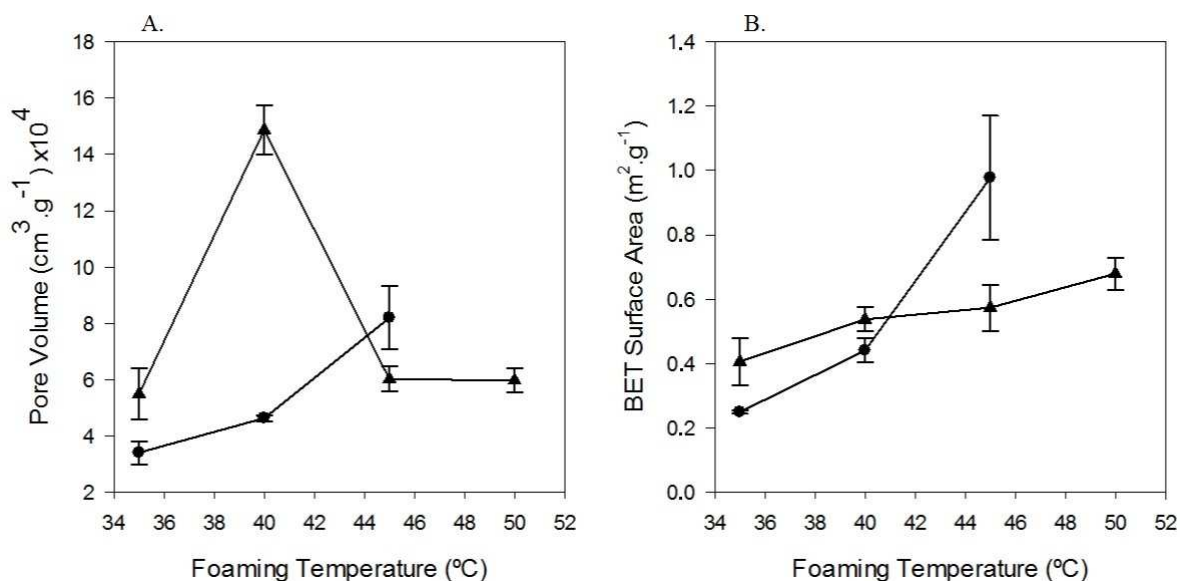 A.
18
16
14
12
10
8
6
4
2
Pore Volume (cm³.g⁻¹) x10⁴
34 36 38 40 42 44 46 48 50 52
Foaming Temperature (ºC)
B.
1.4
1.2
1.0
0.8
0.6
0.4
0.2
0.0
BET Surface Area (m².g⁻¹)
34 36 38 40 42 44 46 48 50 52
Foaming Temperature (ºC)